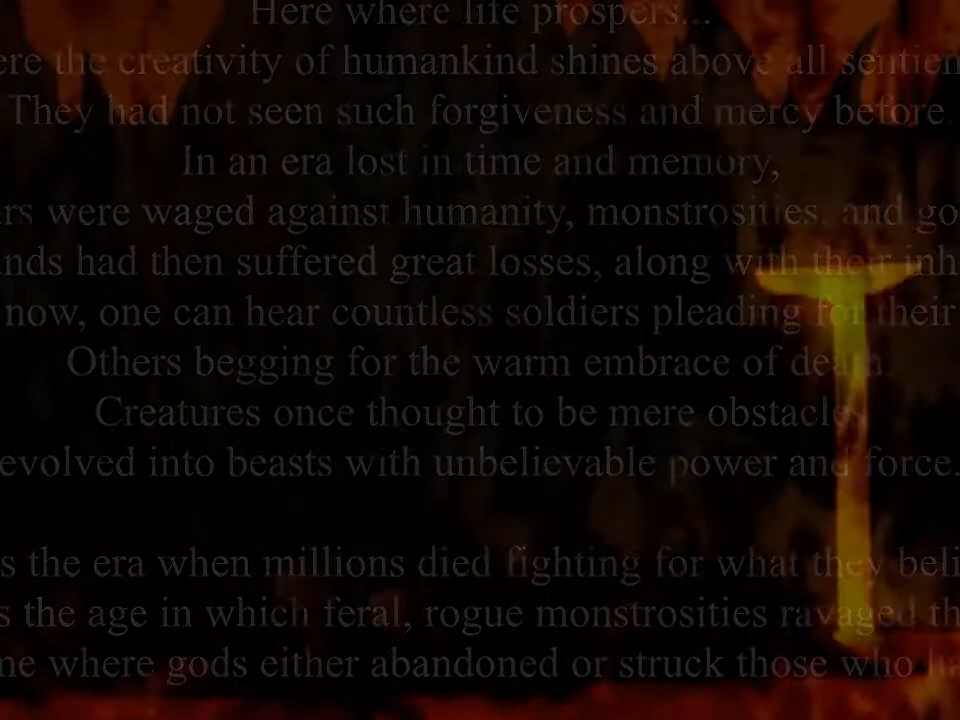 Here where life prospers...
ere the creativity of humankind shines above all sentien
They had not seen such forgiveness and mercy before.
In an era lost in time and memory,
rs were waged against humanity, monstrosities, and go
nds had then suffered great losses, along with their inh
now, one can hear countless soldiers pleading for their
Others begging for the warm embrace of death.
Creatures once thought to be mere obstacles
evolved into beasts with unbelievable power and force.
s the era when millions died fighting for what they beli
s the age in which feral, rogue monstrosities ravaged th
me where gods either abandoned or struck those who